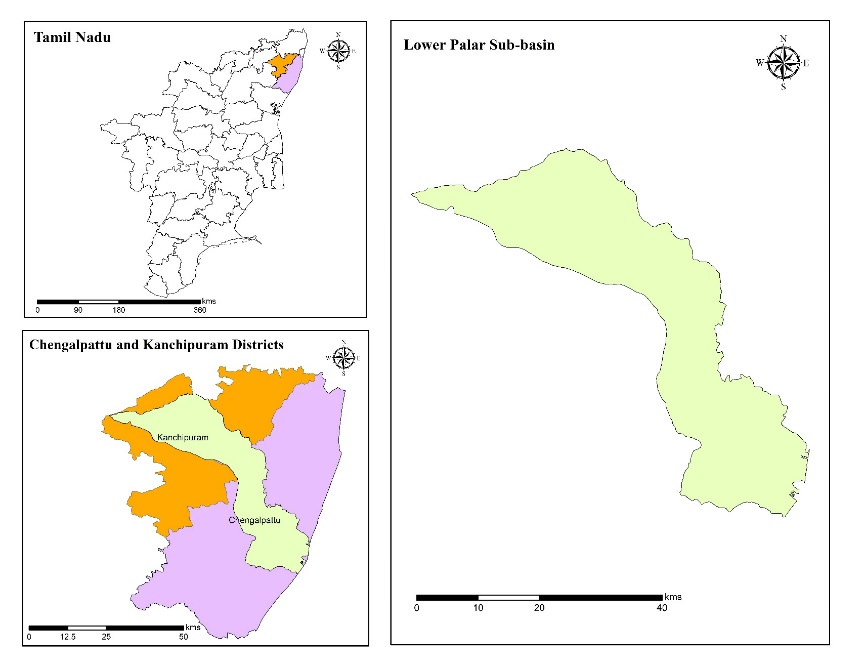 Tamil Nadu
N
W E
S
0 90 180 360
kms
Lower Palar Sub-basin
N
W E
S
0 10 20 40
kms
Chengalpattu and Kanchipuram Districts
N
W E
S
Kanchipuram
Chengalpattu
0 12.5 25 50
kms